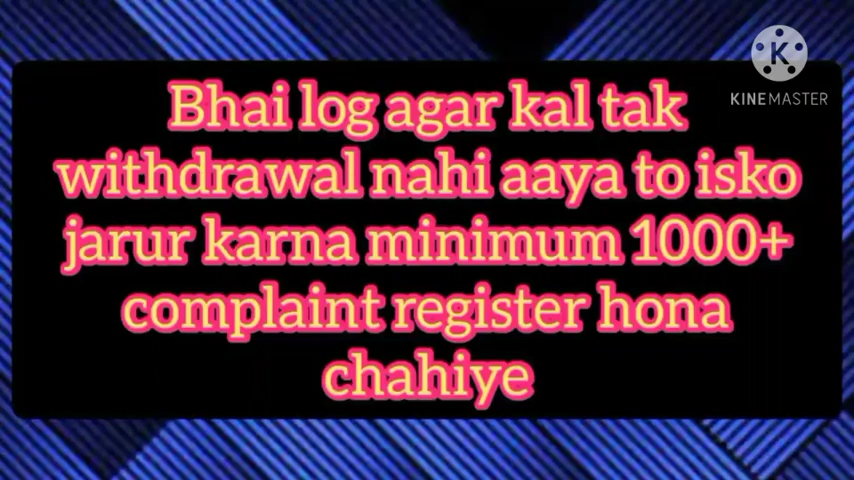 KINEMASTER
Bhai log agar kal tak
withdrawal nahi aaya to isko
jarur karna minimum 1000+
complaint register hona
chahiye